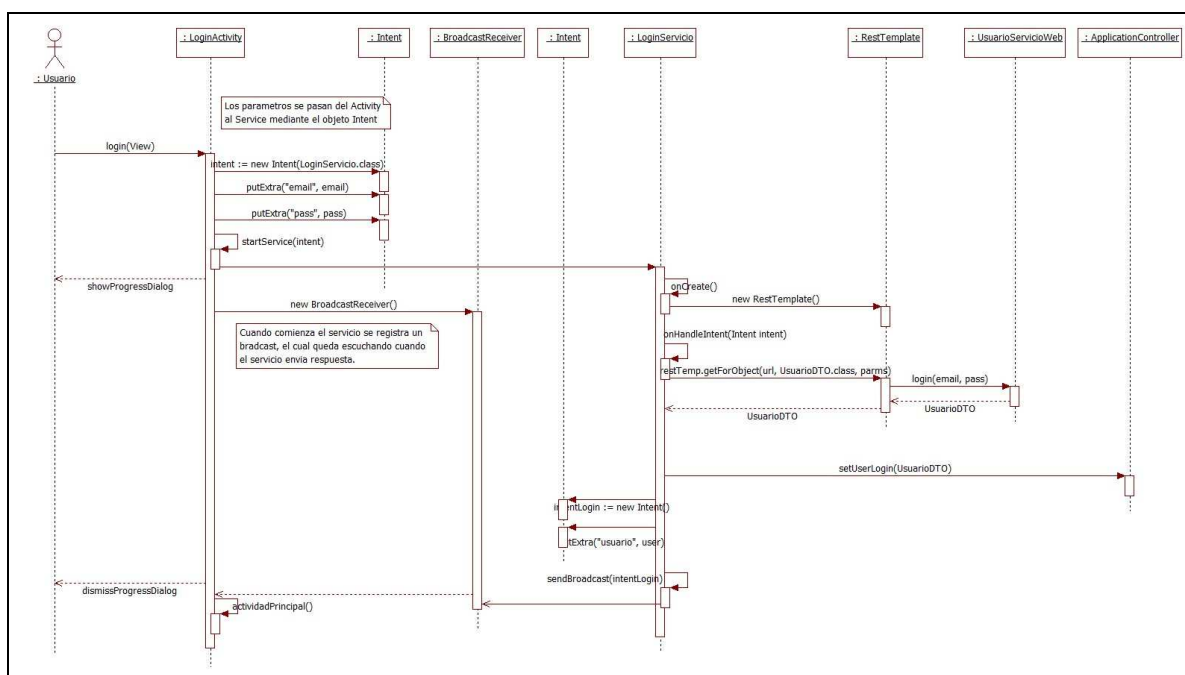 : LoginActivity
: Intent
: BroadcastReceiver
: Intent
: LoginServicio
: RestTemplate
: UsuarioServicioWeb
: ApplicationController
: Usuario
Los parametros se pasan del Activity
al Service mediante el objeto Intent
login(View)
intent := new Intent(LoginServicio.class)
putExtra("email", email)
putExtra("pass", pass)
startService(intent)
showProgressDialog
onCreate()
new BroadcastReceiver()
new RestTemplate()
Cuando comienza el servicio se registra un
bradcast, el cual queda escuchando cuando
el servicio envia respuesta.
onHandleIntent(Intent intent)
restTemp.getForObject(url, UsuarioDTO.class, parms)
login(email, pass)
UsuarioDTO
UsuarioDTO
setUserLogin(UsuarioDTO)
intentLogin := new Intent()
tExtra("usuario", user)
sendBroadcast(intentLogin)
dismissProgressDialog
actividadPrincipal()